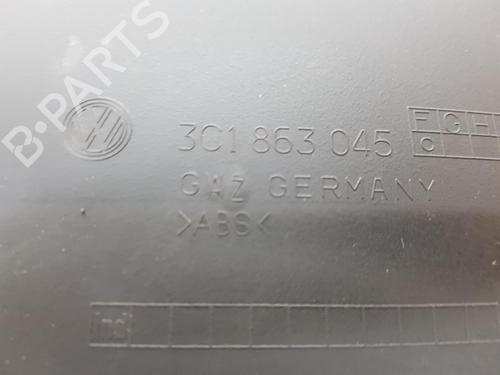 B-PARTS
3C1 863 045
F G H
O
GAZ GERMANY
>ABS<